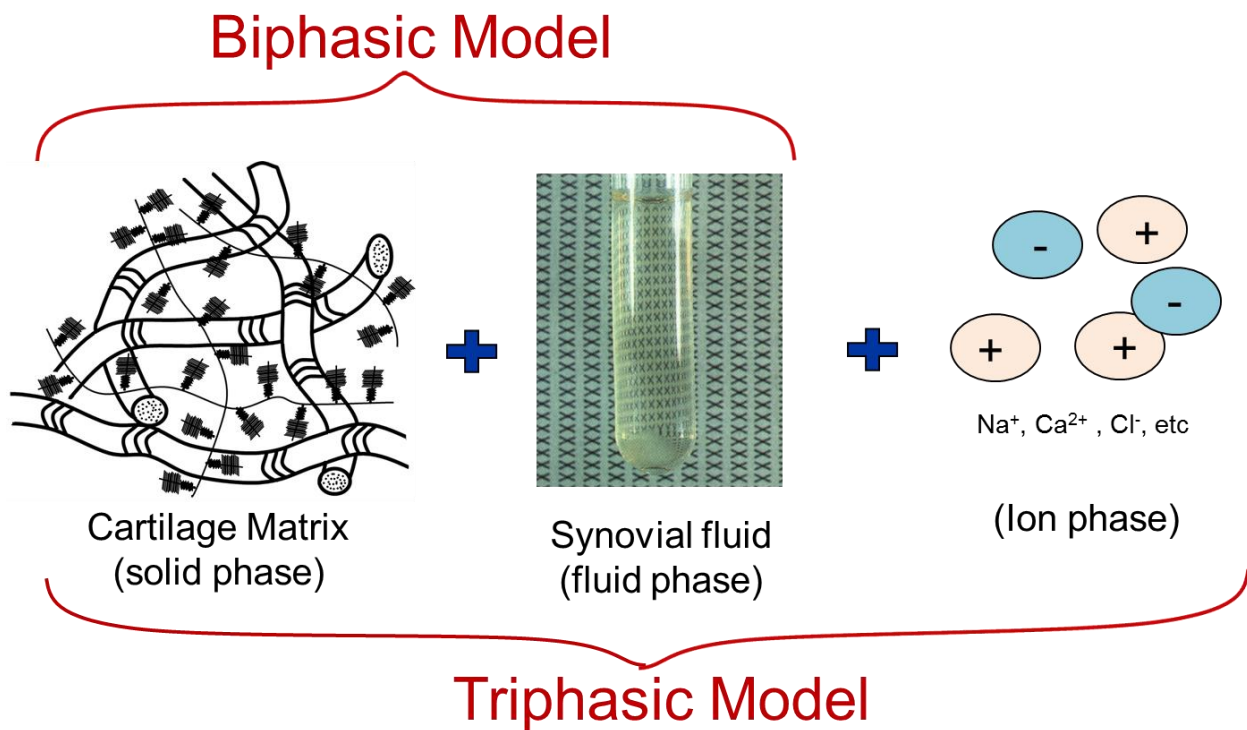 Biphasic Model
+
-
+
-
+
+
Na⁺, Ca²⁺ , Cl⁻, etc
Cartilage Matrix
(solid phase)
Synovial fluid
(fluid phase)
(Ion phase)
Triphasic Model